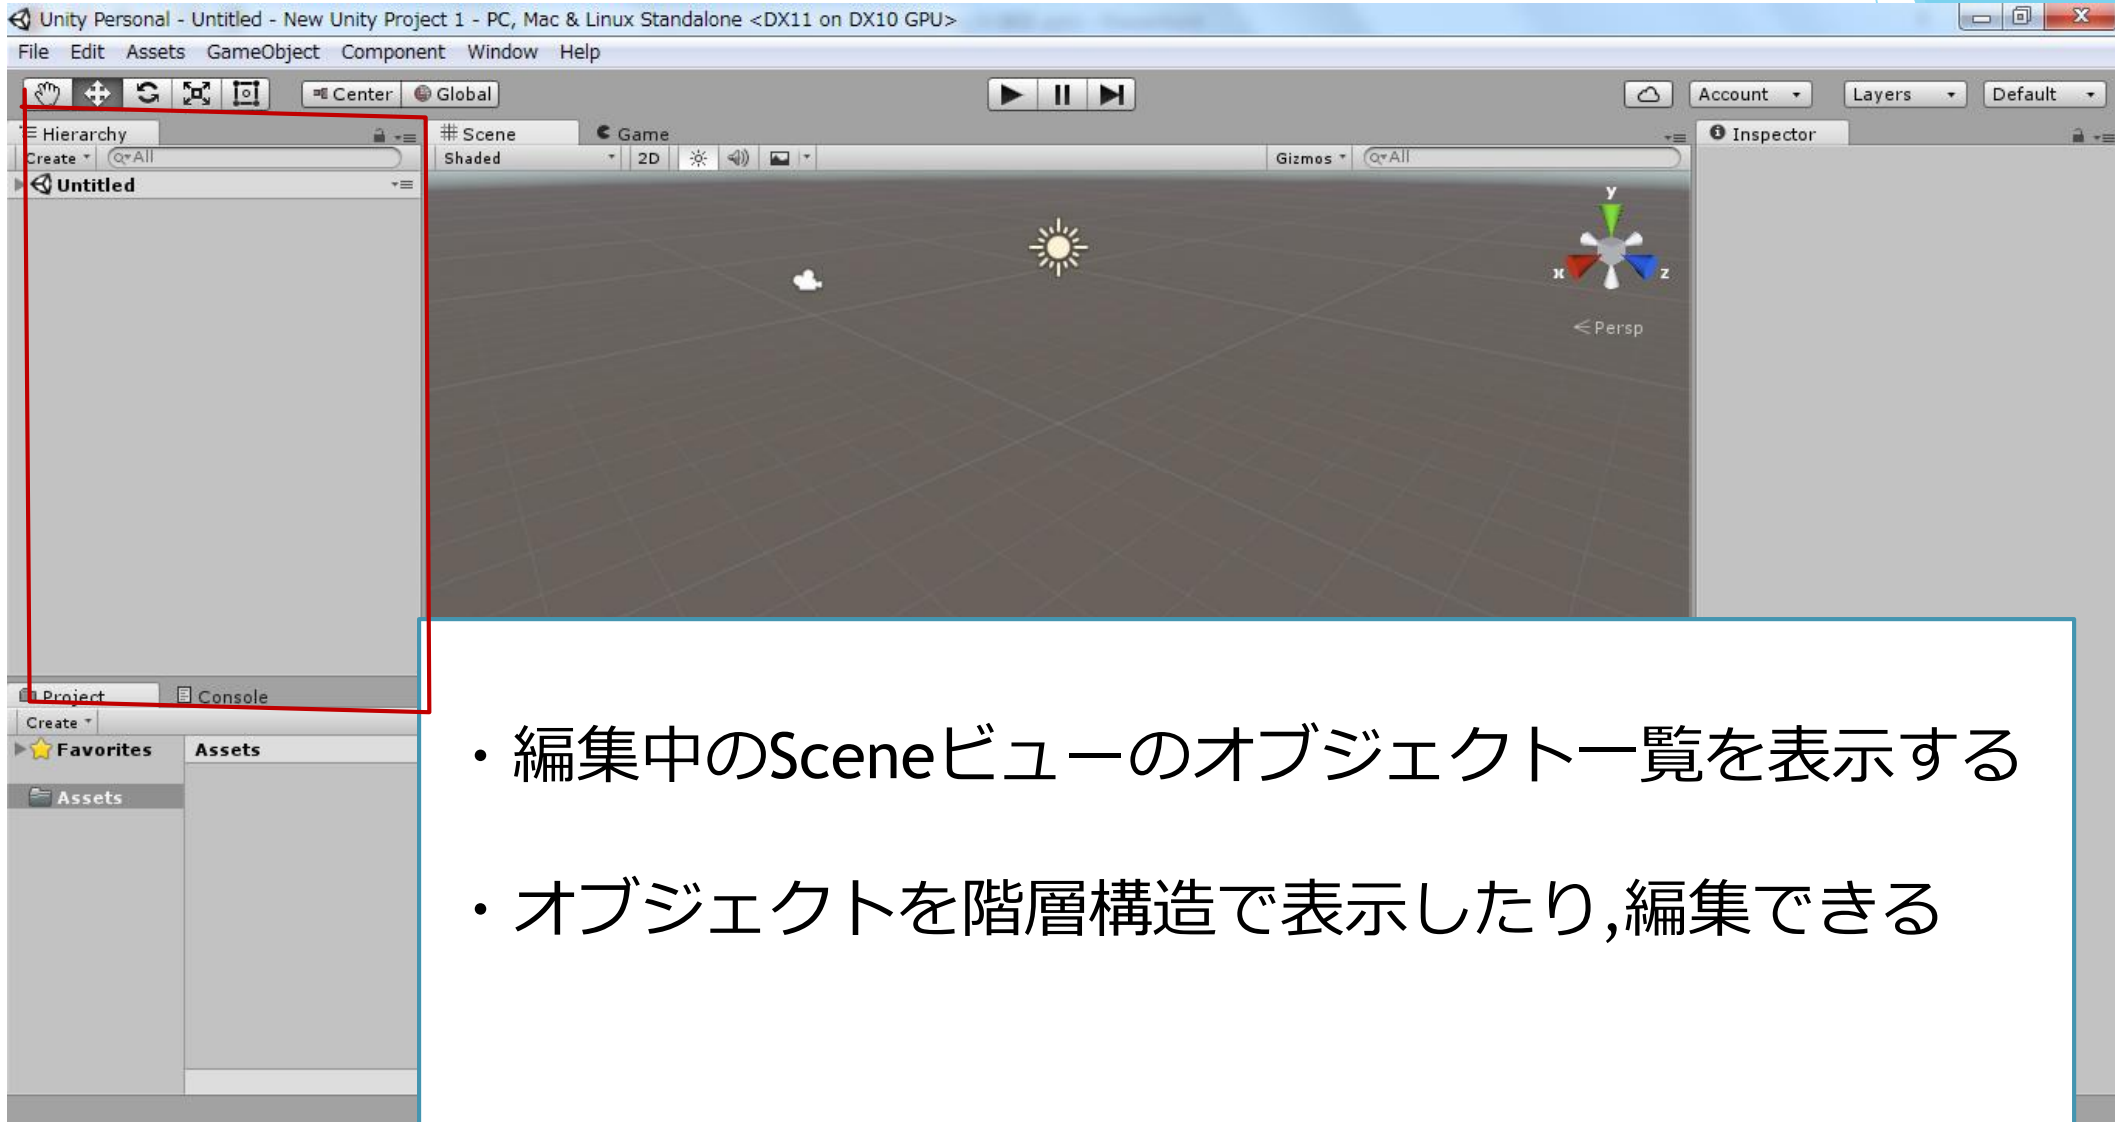 Unity Personal - Untitled - New Unity Project 1 - PC, Mac & Linux Standalone <DX11 on DX10 GPU>
File Edit Assets GameObject Component Window Help
Center Global Account Layers Default
Hierarchy # Scene Game Inspector
Create All Shaded 2D Gizmos All
Untitled
y
x z
Persp
Project Console
Create
Favorites Assets
Assets
・編集中のSceneビューのオブジェクト一覧を表示する
・オブジェクトを階層構造で表示したり,編集できる